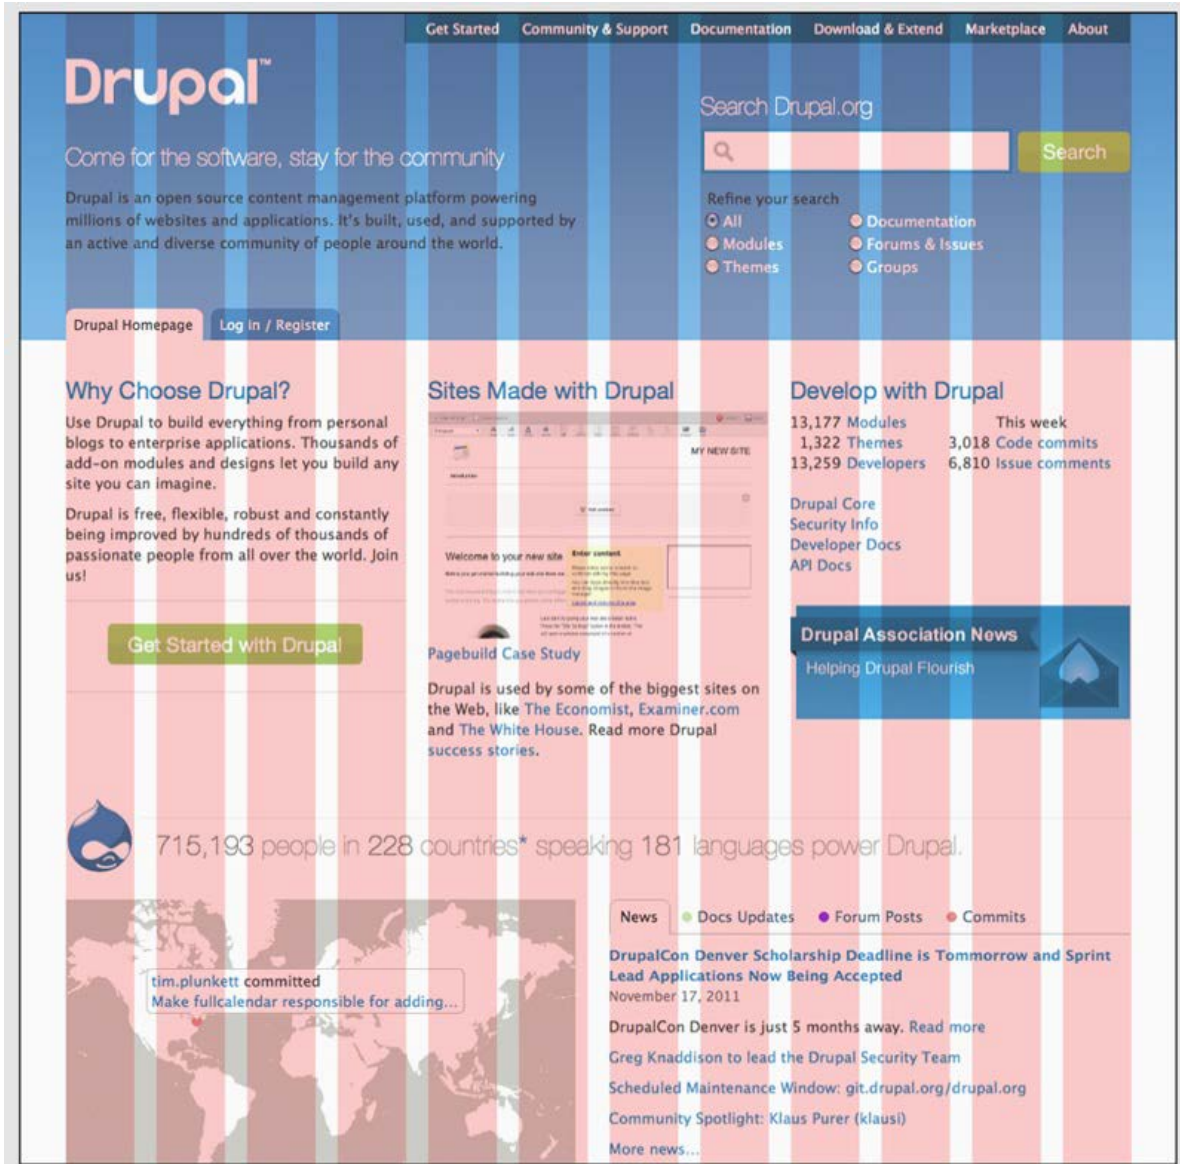 Get Started Community & Support Documentation Download & Extend Marketplace About
Drupal™
Come for the software, stay for the community
Drupal is an open source content management platform powering
millions of websites and applications. It's built, used, and supported by
an active and diverse community of people around the world.
Search Drupal.org
Search
Refine your search
All Documentation
Modules Forums & Issues
Themes Groups
Drupal Homepage Log in / Register
Why Choose Drupal?
Use Drupal to build everything from personal
blogs to enterprise applications. Thousands of
add-on modules and designs let you build any
site you can imagine.
Drupal is free, flexible, robust and constantly
being improved by hundreds of thousands of
passionate people from all over the world. Join
us!
Get Started with Drupal
Sites Made with Drupal
MY NEW SITE
Introduction
Welcome to your new site
Enter content
Pagebuild Case Study
Drupal is used by some of the biggest sites on
the Web, like The Economist, Examiner.com
and The White House. Read more Drupal
success stories.
Develop with Drupal
13,177 Modules This week
1,322 Themes 3,018 Code commits
13,259 Developers 6,810 Issue comments
Drupal Core
Security Info
Developer Docs
API Docs
Drupal Association News
Helping Drupal Flourish
715,193 people in 228 countries* speaking 181 languages power Drupal.
tim.plunkett committed
Make fullcalendar responsible for adding...
News Docs Updates Forum Posts Commits
DrupalCon Denver Scholarship Deadline is Tommorrow and Sprint
Lead Applications Now Being Accepted
November 17, 2011
DrupalCon Denver is just 5 months away. Read more
Greg Knaddison to lead the Drupal Security Team
Scheduled Maintenance Window: git.drupal.org/drupal.org
Community Spotlight: Klaus Purer (klausi)
More news...